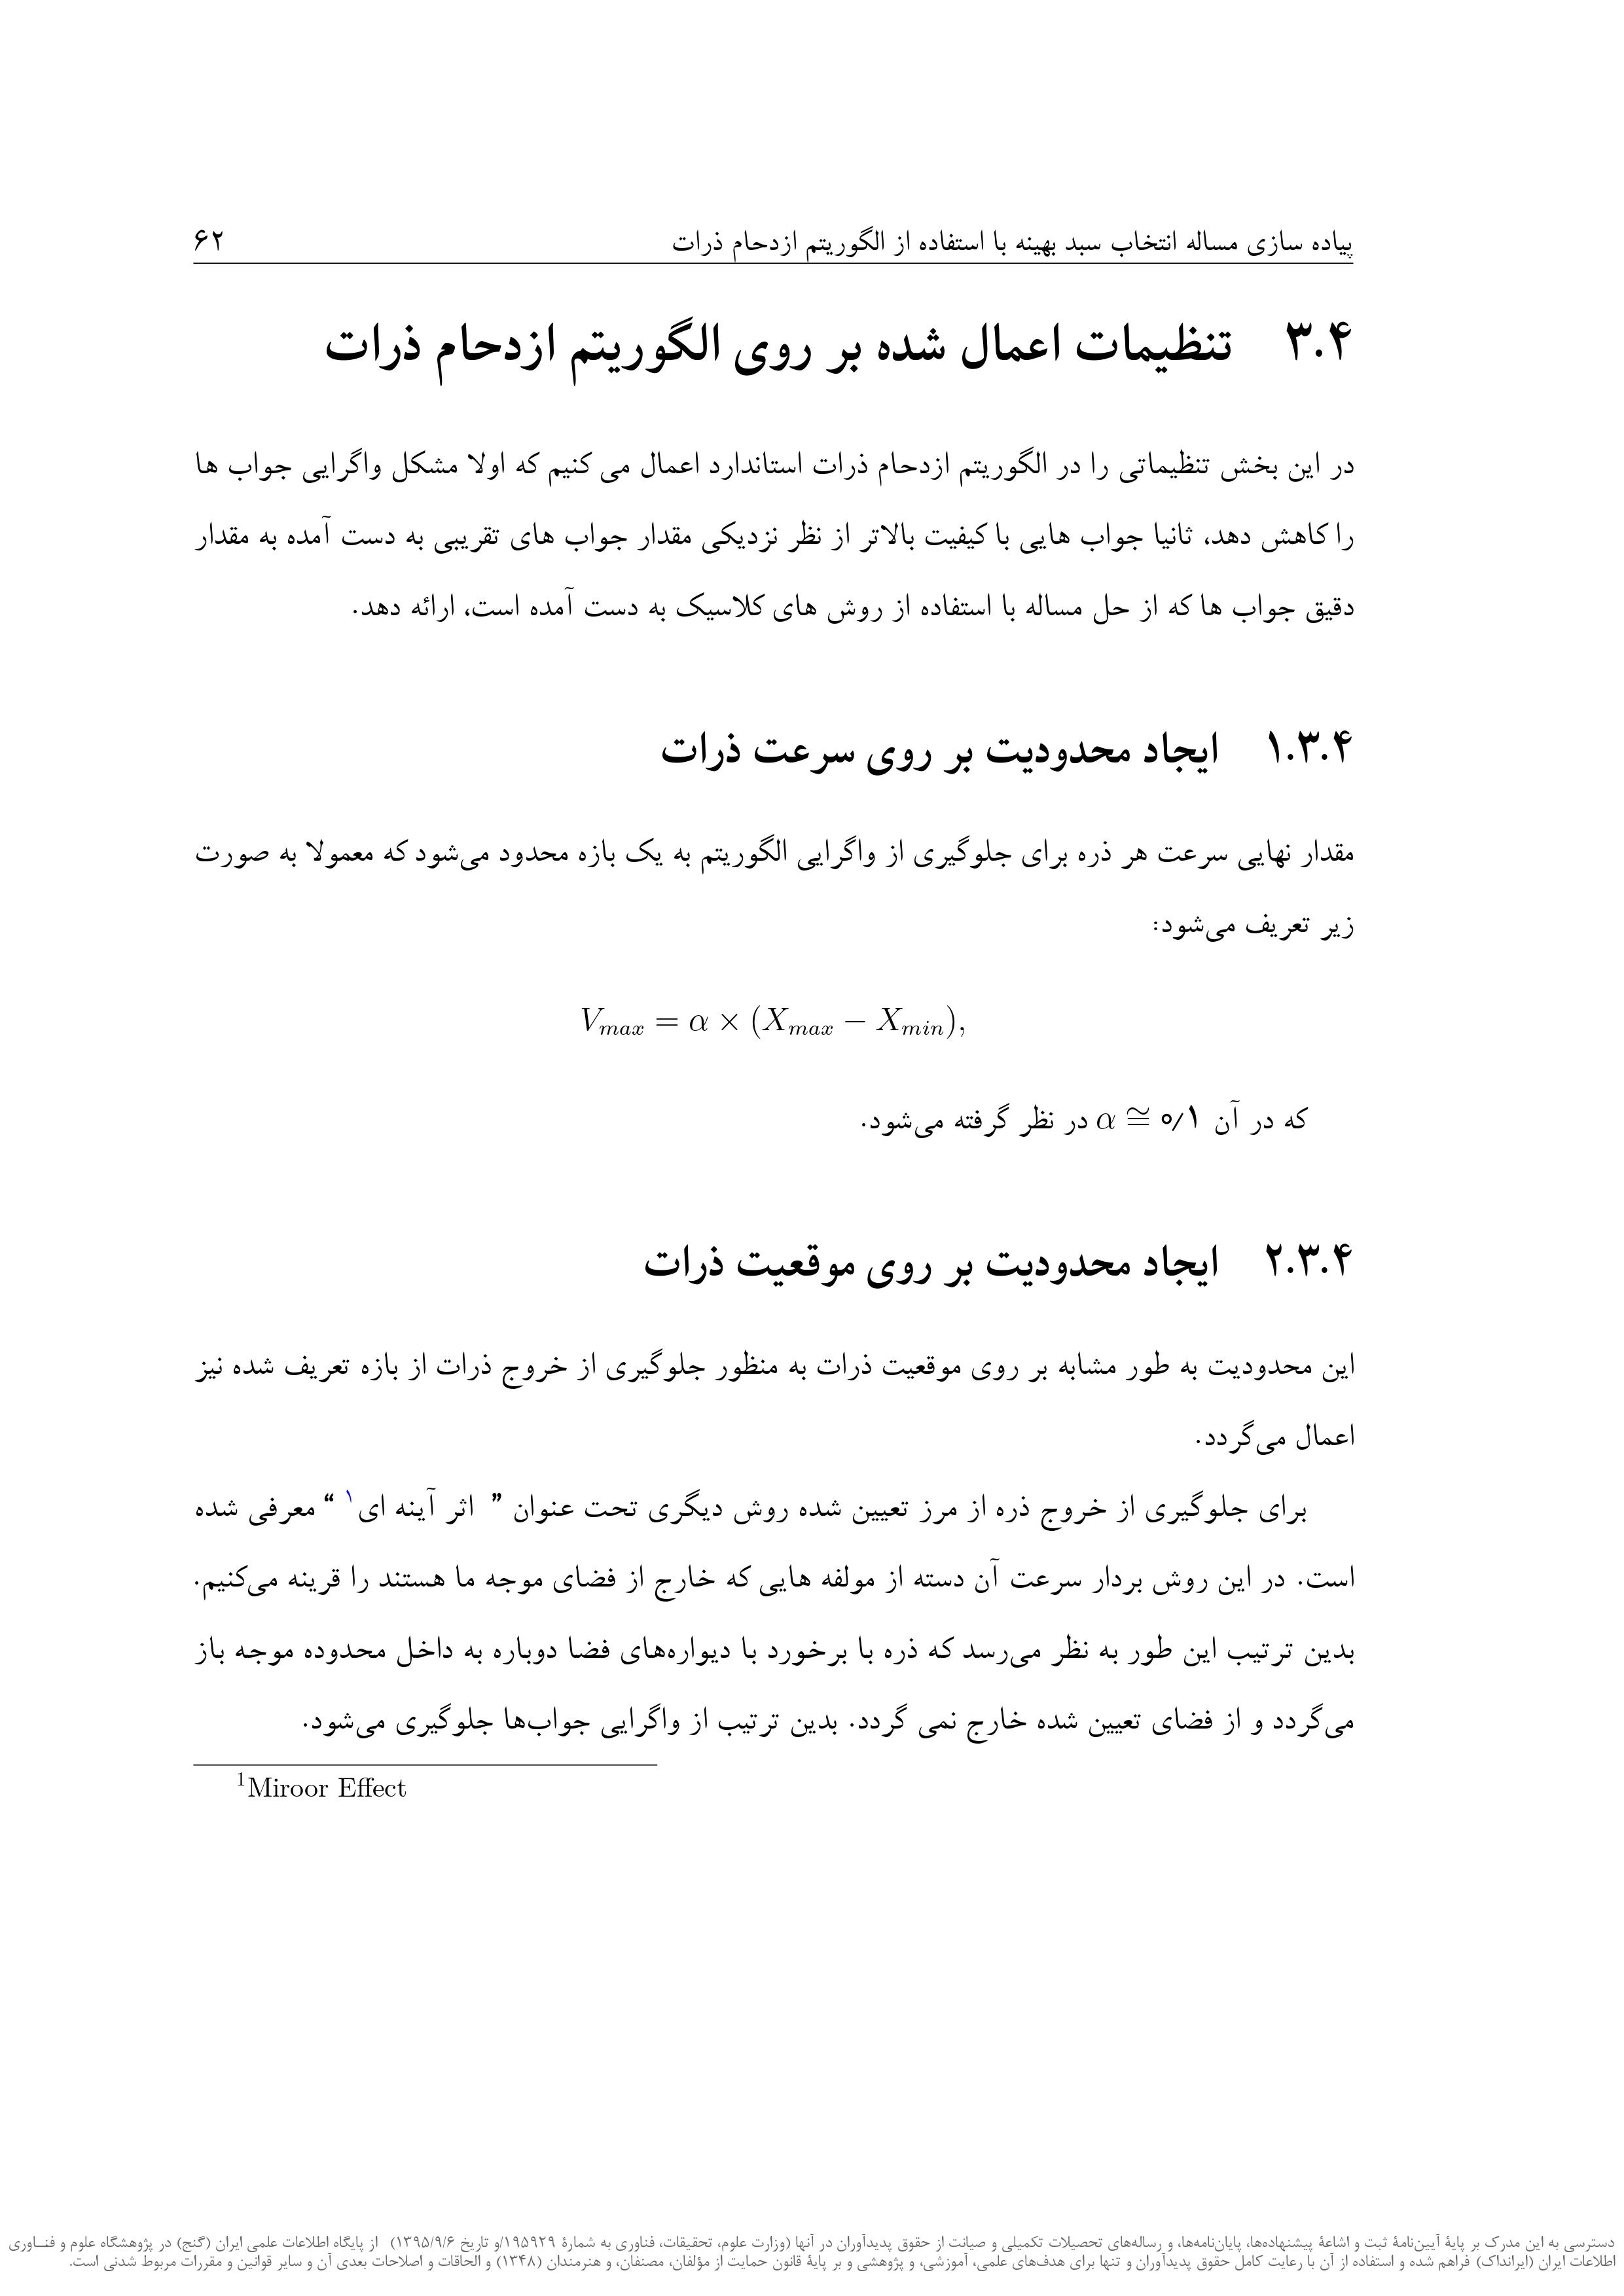 پیاده سازی مساله انتخاب سبد بهینه با استفاده از الگوریتم ازدحام ذرات ۶۲
۳.۴ تنظیمات اعمال شده بر روی الگوریتم ازدحام ذرات
در این بخش تنظیماتی را در الگوریتم ازدحام ذرات استاندارد اعمال می کنیم که اولا مشکل واگرایی جواب ها
را کاهش دهد، ثانیا جواب هایی با کیفیت بالاتر از نظر نزدیکی مقدار جواب های تقریبی به دست آمده به مقدار
دقیق جواب ها که از حل مساله با استفاده از روش های کلاسیک به دست آمده است، ارائه دهد.
۱.۳.۴ ایجاد محدودیت بر روی سرعت ذرات
مقدار نهایی سرعت هر ذره برای جلوگیری از واگرایی الگوریتم به یک بازه محدود می‌شود که معمولا به صورت
زیر تعریف می‌شود:
V_{max} = α × (X_{max} − X_{min}),
که در آن α ≅ ۰/۱ در نظر گرفته می‌شود.
۲.۳.۴ ایجاد محدودیت بر روی موقعیت ذرات
این محدودیت به طور مشابه بر روی موقعیت ذرات به منظور جلوگیری از خروج ذرات از بازه تعریف شده نیز
اعمال می‌گردد.
برای جلوگیری از خروج ذره از مرز تعیین شده روش دیگری تحت عنوان ” اثر آینه ای۱ “ معرفی شده
است. در این روش بردار سرعت آن دسته از مولفه هایی که خارج از فضای موجه ما هستند را قرینه می‌کنیم.
بدین ترتیب این طور به نظر می‌رسد که ذره با برخورد با دیواره‌های فضا دوباره به داخل محدوده موجه باز
می‌گردد و از فضای تعیین شده خارج نمی گردد. بدین ترتیب از واگرایی جواب‌ها جلوگیری می‌شود.
1Miroor Effect
دسترسی به این مدرک بر پایهٔ آیین‌نامهٔ ثبت و اشاعهٔ پیشنهاده‌ها، پایان‌نامه‌ها، و رساله‌های تحصیلات تکمیلی و صیانت از حقوق پدیدآوران در آنها (وزارت علوم، تحقیقات، فناوری به شمارهٔ ۱۹۵۹۲۹/و تاریخ ۱۳۹۵/۹/۶) از پایگاه اطلاعات علمی ایران (گنج) در پژوهشگاه علوم و فنــاوری
اطلاعات ایران (ایرانداک) فراهم شده و استفاده از آن با رعایت کامل حقوق پدیدآوران و تنها برای هدف‌های علمی، آموزشی، و پژوهشی و بر پایهٔ قانون حمایت از مؤلفان، مصنفان، و هنرمندان (۱۳۴۸) و الحاقات و اصلاحات بعدی آن و سایر قوانین و مقررات مربوط شدنی است.